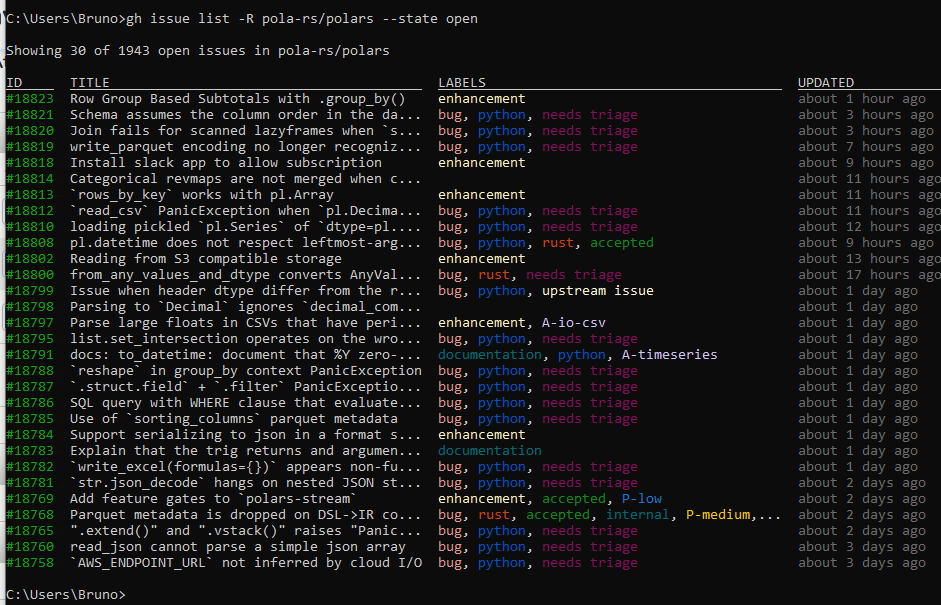 C:\Users\Bruno>gh issue list -R pola-rs/polars --state open
Showing 30 of 1943 open issues in pola-rs/polars
ID TITLE LABELS UPDATED
#18823 Row Group Based Subtotals with .group_by() enhancement about 1 hour ago
#18821 Schema assumes the column order in the da... bug, python, needs triage about 3 hours ago
#18820 Join fails for scanned lazyframes when `s... bug, python, needs triage about 3 hours ago
#18819 write_parquet encoding no longer recogniz... bug, python, needs triage about 7 hours ago
#18818 Install slack app to allow subscription enhancement about 9 hours ago
#18814 Categorical revmaps are not merged when c... about 11 hours ago
#18813 `rows_by_key` works with pl.Array enhancement about 11 hours ago
#18812 `read_csv` PanicException when `pl.Decima... bug, python, needs triage about 11 hours ago
#18810 loading pickled `pl.Series` of `dtype=pl.... bug, python, needs triage about 12 hours ago
#18808 pl.datetime does not respect leftmost-arg... bug, python, rust, accepted about 9 hours ago
#18802 Reading from S3 compatible storage enhancement about 13 hours ago
#18800 from_any_values_and_dtype converts AnyVal... bug, rust, needs triage about 17 hours ago
#18799 Issue when header dtype differ from the r... bug, python, upstream issue about 1 day ago
#18798 Parsing to `Decimal` ignores `decimal_com... about 1 day ago
#18797 Parse large floats in CSVs that have peri... enhancement, A-io-csv about 1 day ago
#18795 list.set_intersection operates on the wro... bug, python, needs triage about 1 day ago
#18791 docs: to_datetime: document that %Y zero-... documentation, python, A-timeseries about 1 day ago
#18788 `reshape` in group_by context PanicException bug, python, needs triage about 1 day ago
#18787 `.struct.field` + `.filter` PanicExceptio... bug, python, needs triage about 1 day ago
#18786 SQL query with WHERE clause that evaluate... bug, python, needs triage about 1 day ago
#18785 Use of `sorting_columns` parquet metadata bug, python, needs triage about 1 day ago
#18784 Support serializing to json in a format s... enhancement about 1 day ago
#18783 Explain that the trig returns and argumen... documentation about 1 day ago
#18782 `write_excel(formulas={})` appears non-fu... bug, python, needs triage about 1 day ago
#18781 `str.json_decode` hangs on nested JSON st... bug, python, needs triage about 2 days ago
#18769 Add feature gates to `polars-stream` enhancement, accepted, P-low about 2 days ago
#18768 Parquet metadata is dropped on DSL->IR co... bug, rust, accepted, internal, P-medium,... about 2 days ago
#18765 ".extend()" and ".vstack()" raises "Panic... bug, python, needs triage about 2 days ago
#18760 read_json cannot parse a simple json array bug, python, needs triage about 3 days ago
#18758 `AWS_ENDPOINT_URL` not inferred by cloud I/O bug, python, needs triage about 3 days ago
C:\Users\Bruno>